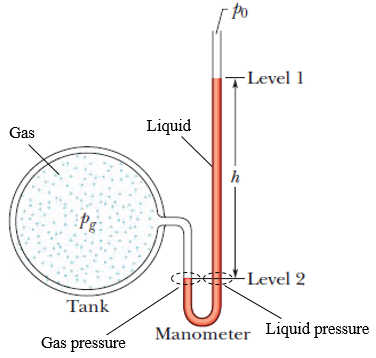 p0
Level 1
Liquid
Gas
h
pg
Level 2
Tank
Manometer
Liquid pressure
Gas pressure